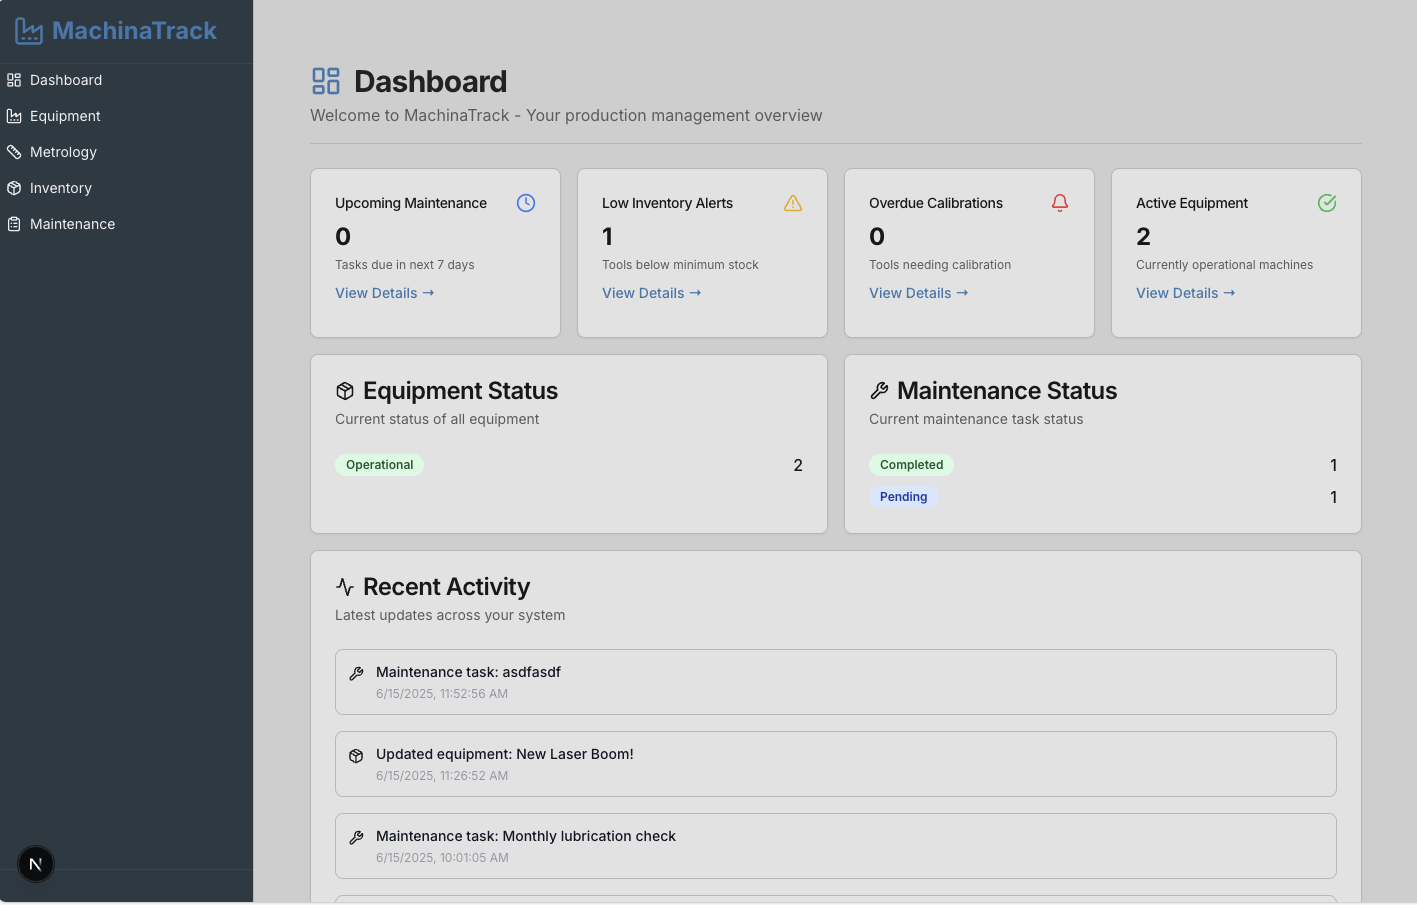 MachinaTrack
Dashboard
Equipment
Metrology
Inventory
Maintenance
N
Dashboard
Welcome to MachinaTrack - Your production management overview
Upcoming Maintenance
0
Tasks due in next 7 days
View Details →
Low Inventory Alerts
1
Tools below minimum stock
View Details →
Overdue Calibrations
0
Tools needing calibration
View Details →
Active Equipment
2
Currently operational machines
View Details →
Equipment Status
Current status of all equipment
Operational 2
Maintenance Status
Current maintenance task status
Completed 1
Pending 1
Recent Activity
Latest updates across your system
Maintenance task: asdfasdf
6/15/2025, 11:52:56 AM
Updated equipment: New Laser Boom!
6/15/2025, 11:26:52 AM
Maintenance task: Monthly lubrication check
6/15/2025, 10:01:05 AM